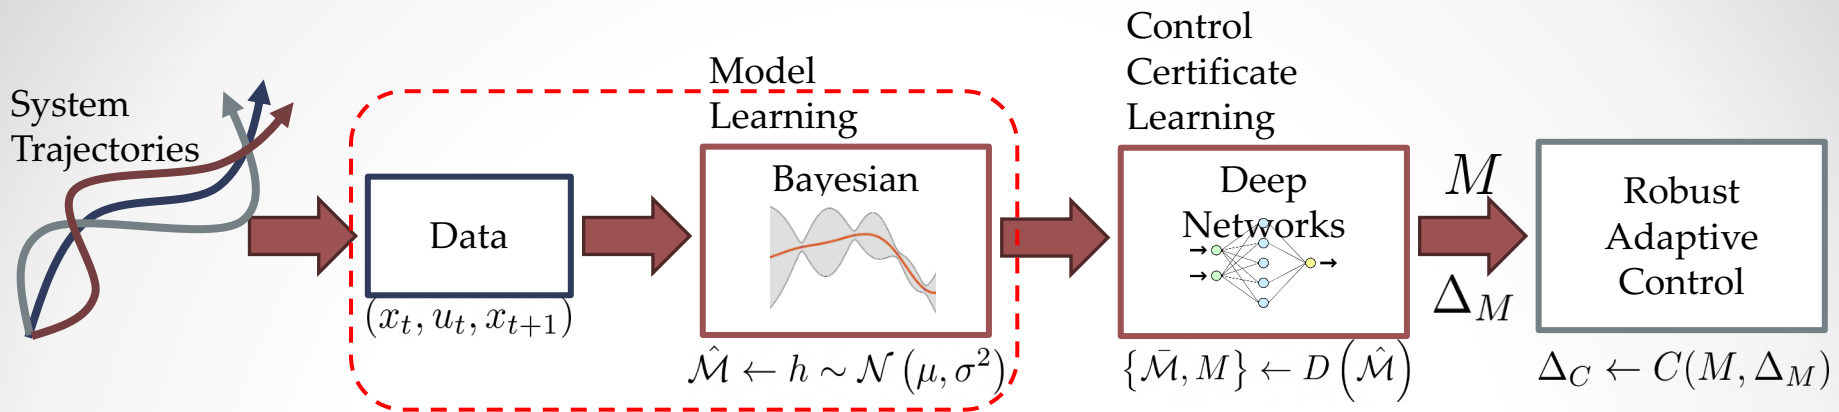 System
Trajectories
Data
(x_t, u_t, x_{t+1})
Model
Learning
Bayesian
\hat{\mathcal{M}} ← h ∼ \mathcal{N}(μ, σ^2)
Control
Certificate
Learning
Deep
Networks
{\bar{\mathcal{M}}, M} ← D(\hat{\mathcal{M}})
M
Δ_M
Robust
Adaptive
Control
Δ_C ← C(M, Δ_M)